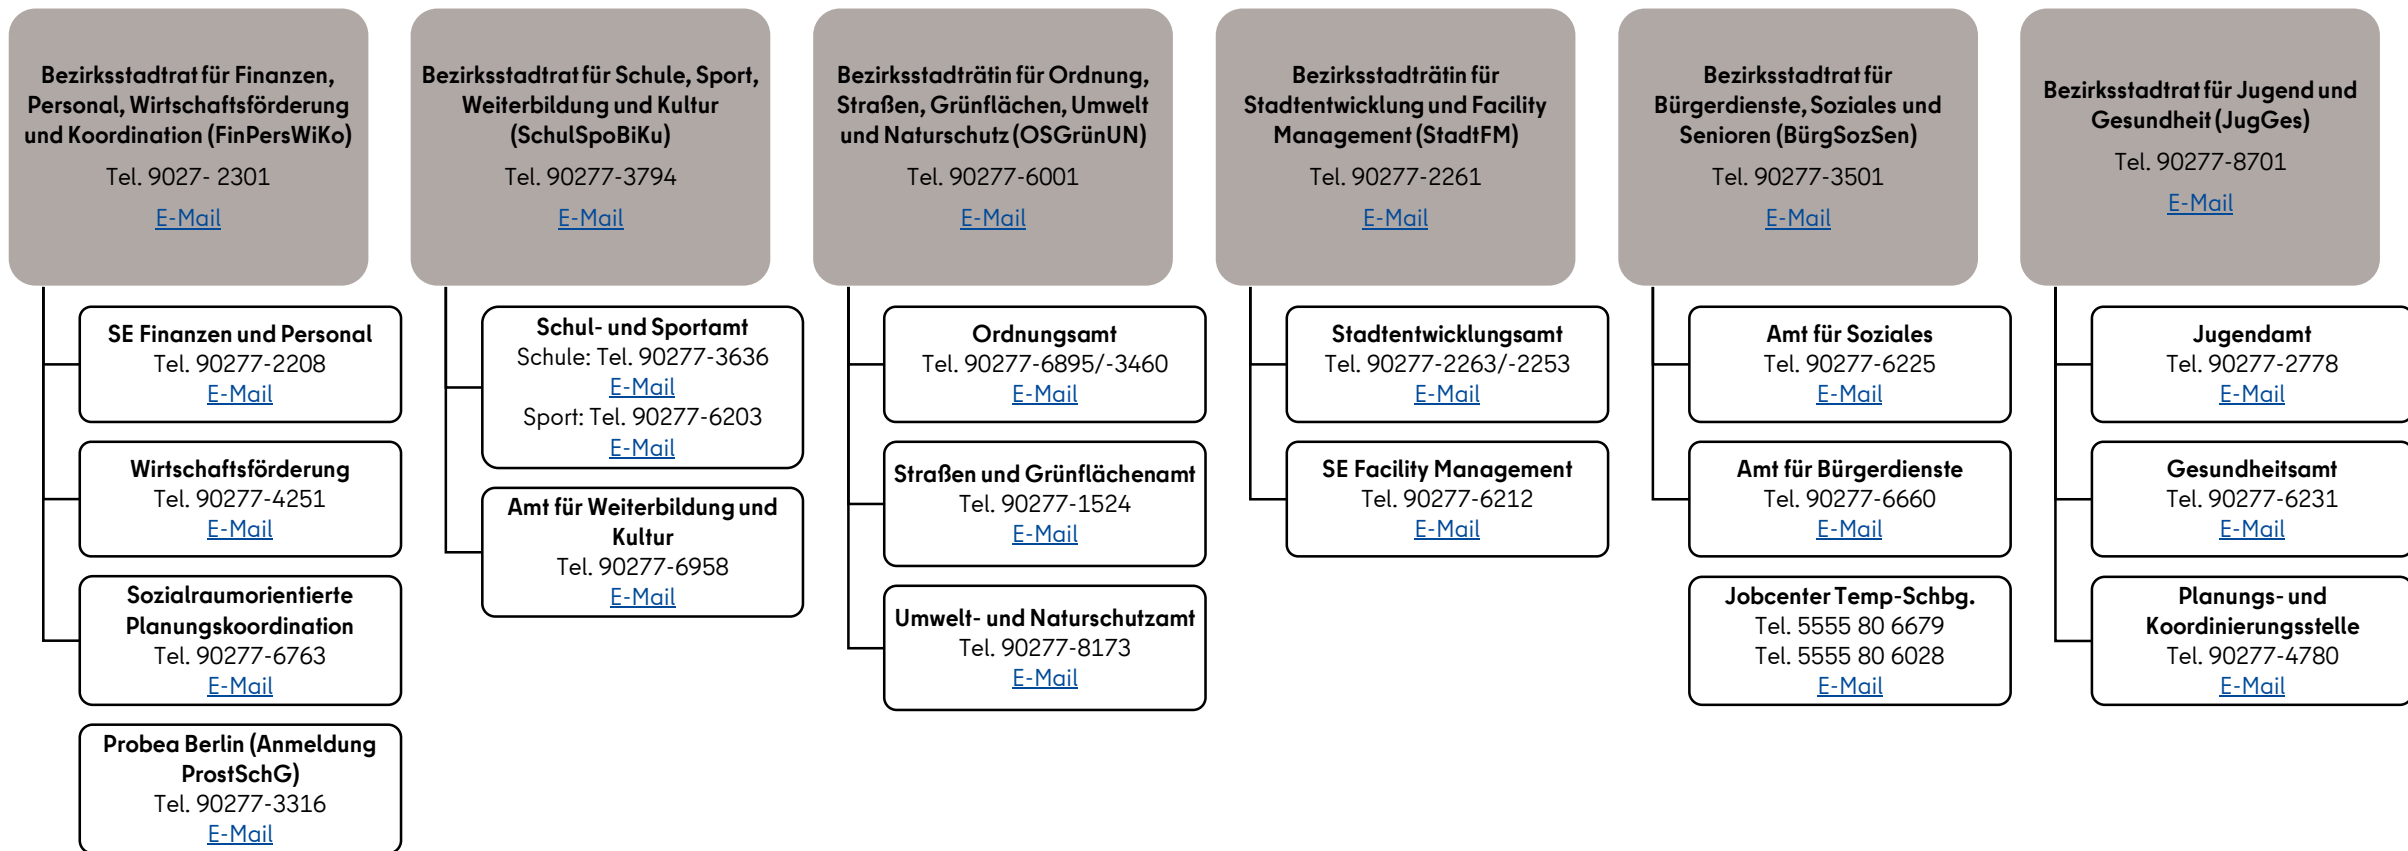 Bezirksstadtrat für Finanzen,
Personal, Wirtschaftsförderung
und Koordination (FinPersWiKo)
Tel. 9027- 2301
E-Mail
SE Finanzen und Personal
Tel. 90277-2208
E-Mail
Wirtschaftsförderung
Tel. 90277-4251
E-Mail
Sozialraumorientierte
Planungskoordination
Tel. 90277-6763
E-Mail
Probea Berlin (Anmeldung
ProstSchG)
Tel. 90277-3316
E-Mail
Bezirksstadtrat für Schule, Sport,
Weiterbildung und Kultur
(SchulSpoBiKu)
Tel. 90277-3794
E-Mail
Schul- und Sportamt
Schule: Tel. 90277-3636
E-Mail
Sport: Tel. 90277-6203
E-Mail
Amt für Weiterbildung und
Kultur
Tel. 90277-6958
E-Mail
Bezirksstadträtin für Ordnung,
Straßen, Grünflächen, Umwelt
und Naturschutz (OSGrünUN)
Tel. 90277-6001
E-Mail
Ordnungsamt
Tel. 90277-6895/-3460
E-Mail
Straßen und Grünflächenamt
Tel. 90277-1524
E-Mail
Umwelt- und Naturschutzamt
Tel. 90277-8173
E-Mail
Bezirksstadträtin für
Stadtentwicklung und Facility
Management (StadtFM)
Tel. 90277-2261
E-Mail
Stadtentwicklungsamt
Tel. 90277-2263/-2253
E-Mail
SE Facility Management
Tel. 90277-6212
E-Mail
Bezirksstadtrat für
Bürgerdienste, Soziales und
Senioren (BürgSozSen)
Tel. 90277-3501
E-Mail
Amt für Soziales
Tel. 90277-6225
E-Mail
Amt für Bürgerdienste
Tel. 90277-6660
E-Mail
Jobcenter Temp-Schbg.
Tel. 5555 80 6679
Tel. 5555 80 6028
E-Mail
Bezirksstadtrat für Jugend und
Gesundheit (JugGes)
Tel. 90277-8701
E-Mail
Jugendamt
Tel. 90277-2778
E-Mail
Gesundheitsamt
Tel. 90277-6231
E-Mail
Planungs- und
Koordinierungsstelle
Tel. 90277-4780
E-Mail